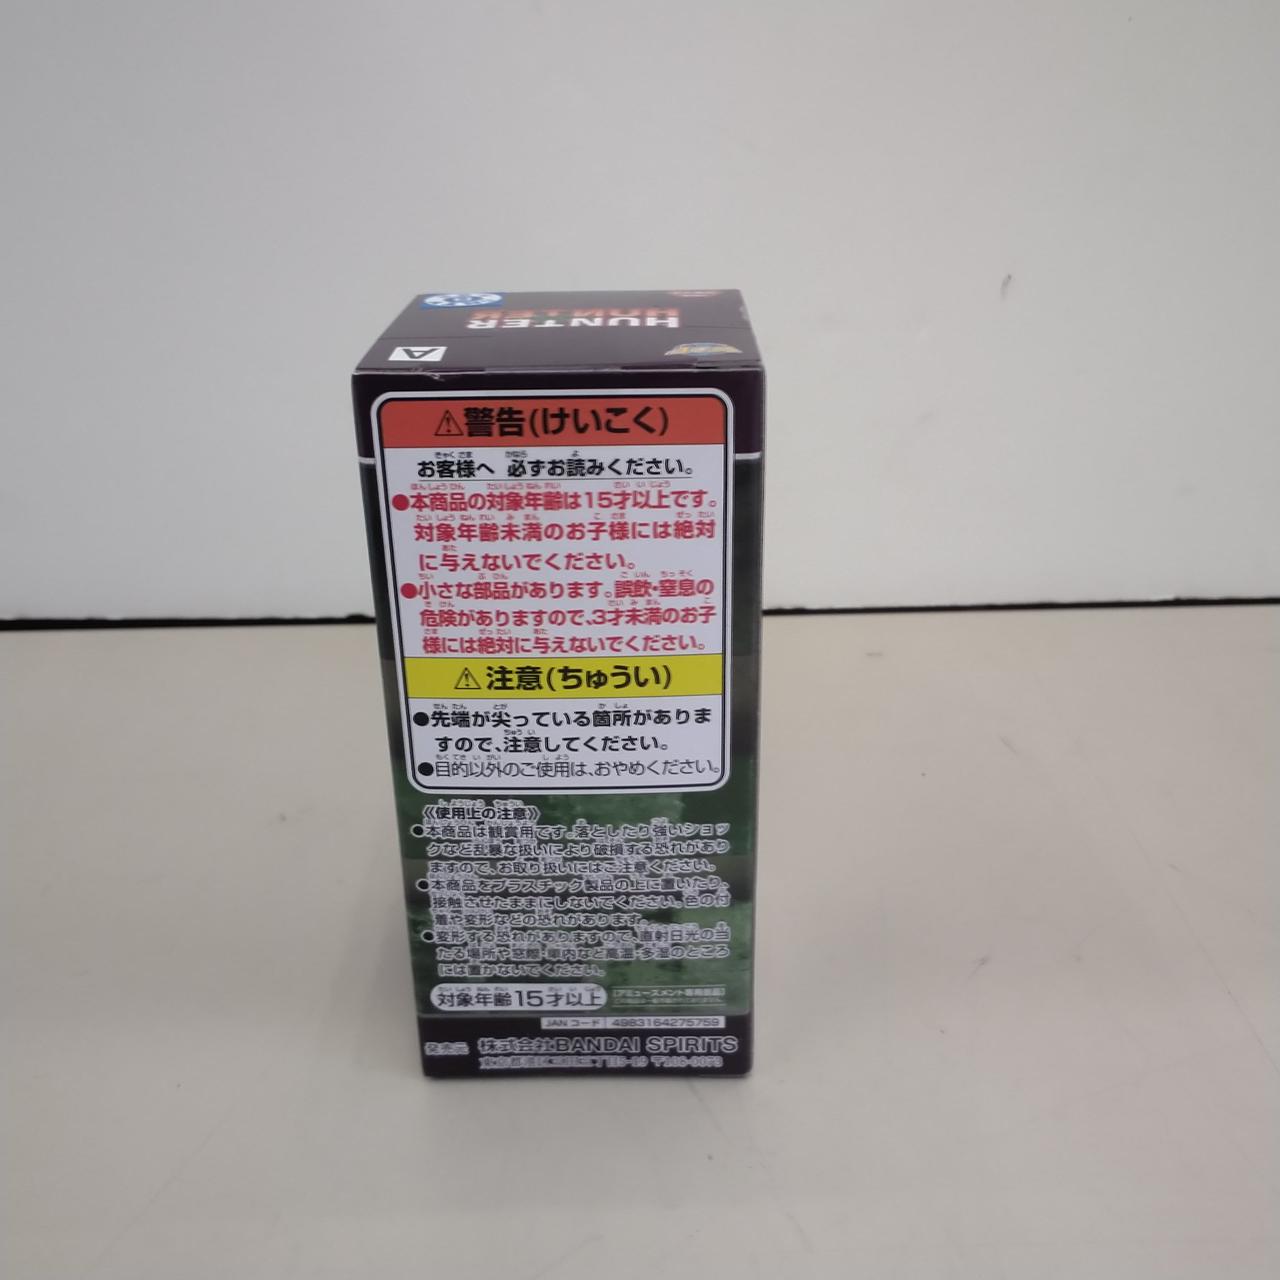 HUNTER
HUNTER
A
⚠警告(けいこく)
お客様へ 必ずお読みください。
●本商品の対象年齢は15才以上です。
対象年齢未満のお子様には絶対
に与えないでください。
●小さな部品があります。誤飲・窒息の
危険がありますので、3才未満のお子
様には絶対に与えないでください。
⚠注意(ちゅうい)
●先端が尖っている箇所がありま
すので、注意してください。
●目的以外のご使用は、おやめください。
《使用上の注意》
●本商品は観賞用です。落としたり強いショッ
クなど乱暴な扱いにより破損する恐れがあり
ますので、お取り扱いにはご注意ください。
●本商品をプラスチック製品の上に置いたり、
接触させたままにしないでください。色の付
着や変形などの恐れがあります。
●変形する恐れがありますので、直射日光の当
たる場所や窓際・車内など高温・多湿のところ
には置かないでください。
対象年齢15才以上
JANコード 4983164275759
発売元 株式会社BANDAI SPIRITS